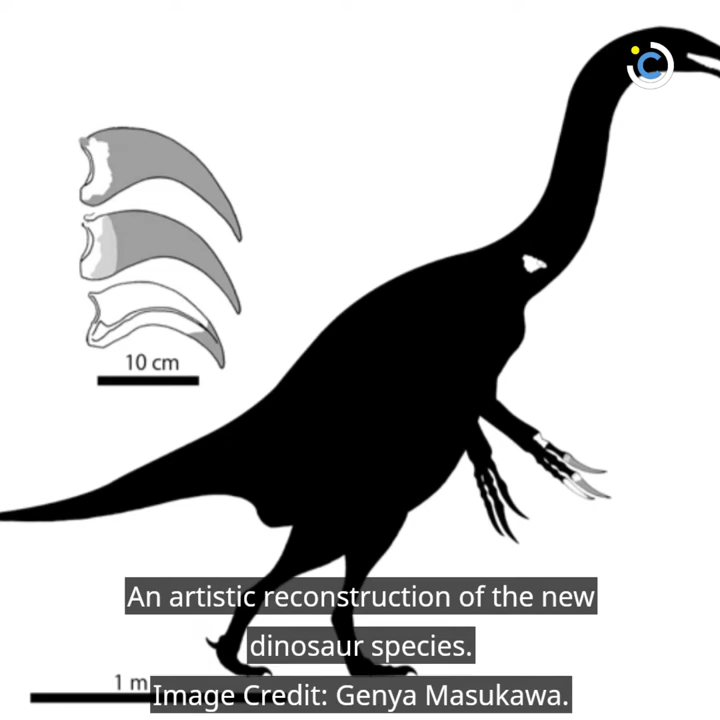 10 cm
An artistic reconstruction of the new
dinosaur species.
1 m
Image Credit: Genya Masukawa.